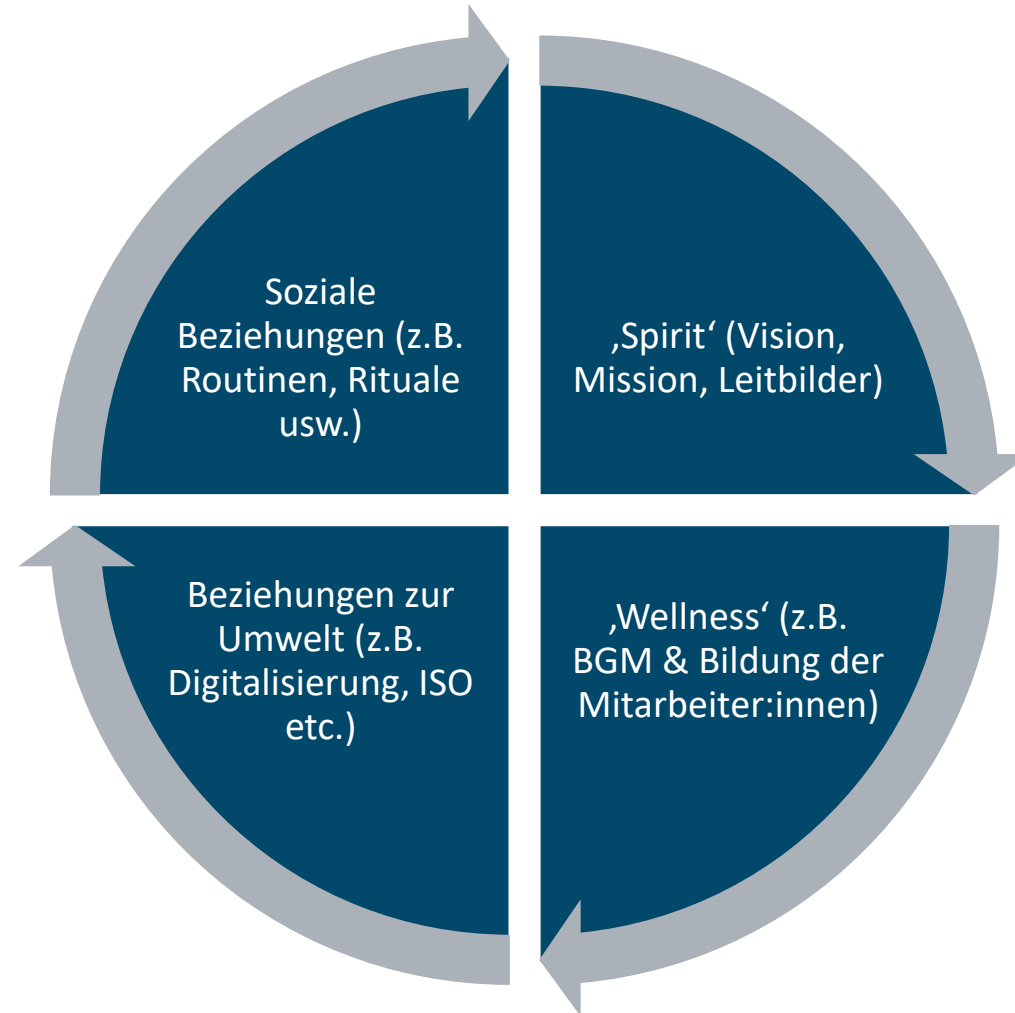 Soziale
Beziehungen (z.B.
Routinen, Rituale
usw.)
‚Spirit‘ (Vision,
Mission, Leitbilder)
Beziehungen zur
Umwelt (z.B.
Digitalisierung, ISO
etc.)
‚Wellness‘ (z.B.
BGM & Bildung der
Mitarbeiter:innen)